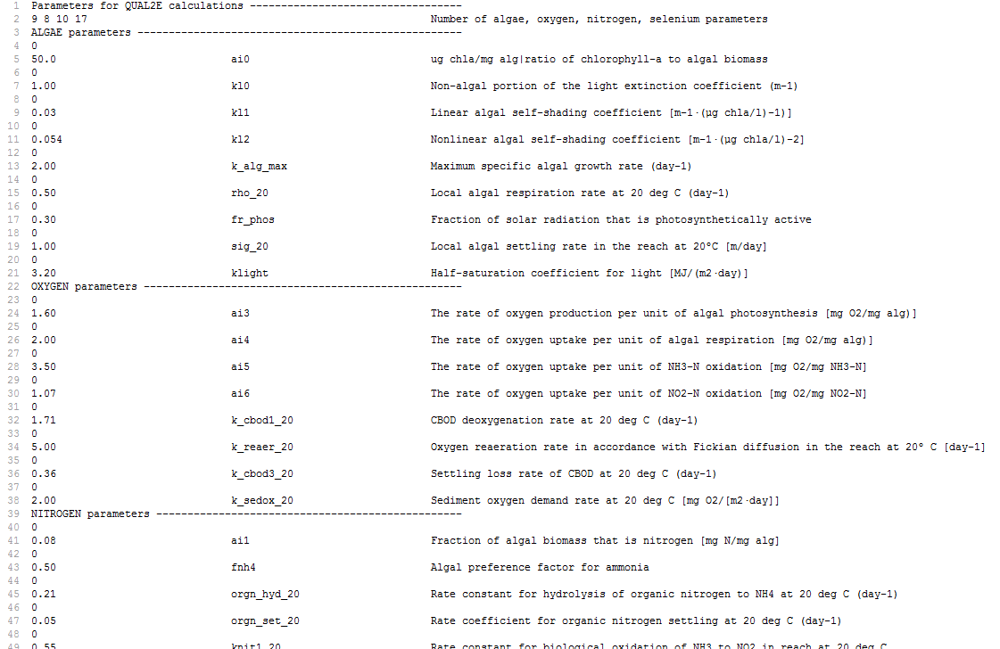 1 Parameters for QUAL2E calculations ----------------------------------
2 9 8 10 17 Number of algae, oxygen, nitrogen, selenium parameters
3 ALGAE parameters ----------------------------------------------------
4 0
5 50.0 ai0 ug chla/mg alg|ratio of chlorophyll-a to algal biomass
6 0
7 1.00 kl0 Non-algal portion of the light extinction coefficient (m-1)
8 0
9 0.03 kl1 Linear algal self-shading coefficient [m-1·(µg chla/l)-1)]
10 0
11 0.054 kl2 Nonlinear algal self-shading coefficient [m-1·(µg chla/l)-2]
12 0
13 2.00 k_alg_max Maximum specific algal growth rate (day-1)
14 0
15 0.50 rho_20 Local algal respiration rate at 20 deg C (day-1)
16 0
17 0.30 fr_phos Fraction of solar radiation that is photosynthetically active
18 0
19 1.00 sig_20 Local algal settling rate in the reach at 20ºC [m/day]
20 0
21 3.20 klight Half-saturation coefficient for light [MJ/(m2·day)]
22 OXYGEN parameters ---------------------------------------------------
23 0
24 1.60 ai3 The rate of oxygen production per unit of algal photosynthesis [mg O2/mg alg)]
25 0
26 2.00 ai4 The rate of oxygen uptake per unit of algal respiration [mg O2/mg alg)]
27 0
28 3.50 ai5 The rate of oxygen uptake per unit of NH3-N oxidation [mg O2/mg NH3-N]
29 0
30 1.07 ai6 The rate of oxygen uptake per unit of NO2-N oxidation [mg O2/mg NO2-N]
31 0
32 1.71 k_cbod1_20 CBOD deoxygenation rate at 20 deg C (day-1)
33 0
34 5.00 k_reaer_20 Oxygen reaeration rate in accordance with Fickian diffusion in the reach at 20º C [day-1]
35 0
36 0.36 k_cbod3_20 Settling loss rate of CBOD at 20 deg C (day-1)
37 0
38 2.00 k_sedox_20 Sediment oxygen demand rate at 20 deg C [mg O2/[m2·day]]
39 NITROGEN parameters -------------------------------------------------
40 0
41 0.08 ai1 Fraction of algal biomass that is nitrogen [mg N/mg alg]
42 0
43 0.50 fnh4 Algal preference factor for ammonia
44 0
45 0.21 orgn_hyd_20 Rate constant for hydrolysis of organic nitrogen to NH4 at 20 deg C (day-1)
46 0
47 0.05 orgn_set_20 Rate coefficient for organic nitrogen settling at 20 deg C (day-1)
48 0
49 0.55 knit1_20 Rate constant for biological oxidation of NH3 to NO2 in reach at 20 deg C